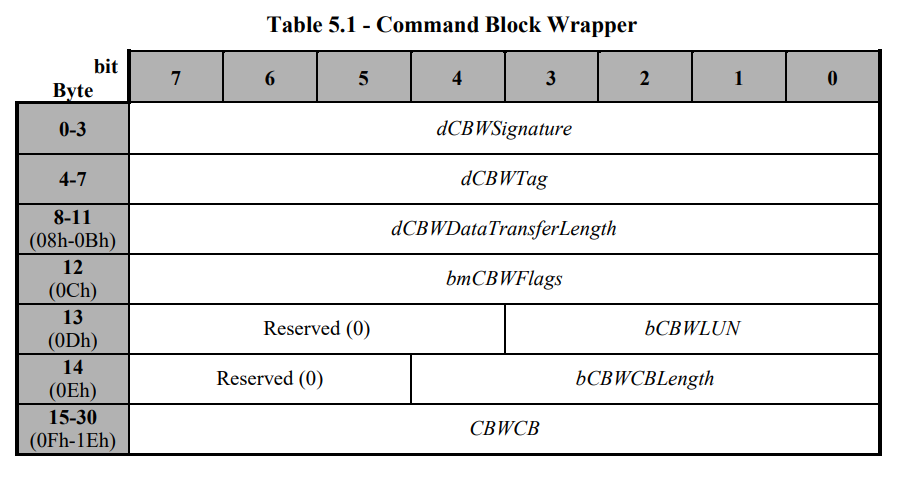 Table 5.1 - Command Block Wrapper
bit
Byte
7 6 5 4 3 2 1 0
0-3 dCBWSignature
4-7 dCBWTag
8-11
(08h-0Bh) dCBWDataTransferLength
12
(0Ch) bmCBWFlags
13
(0Dh) Reserved (0) bCBWLUN
14
(0Eh) Reserved (0) bCBWCBLength
15-30
(0Fh-1Eh) CBWCB